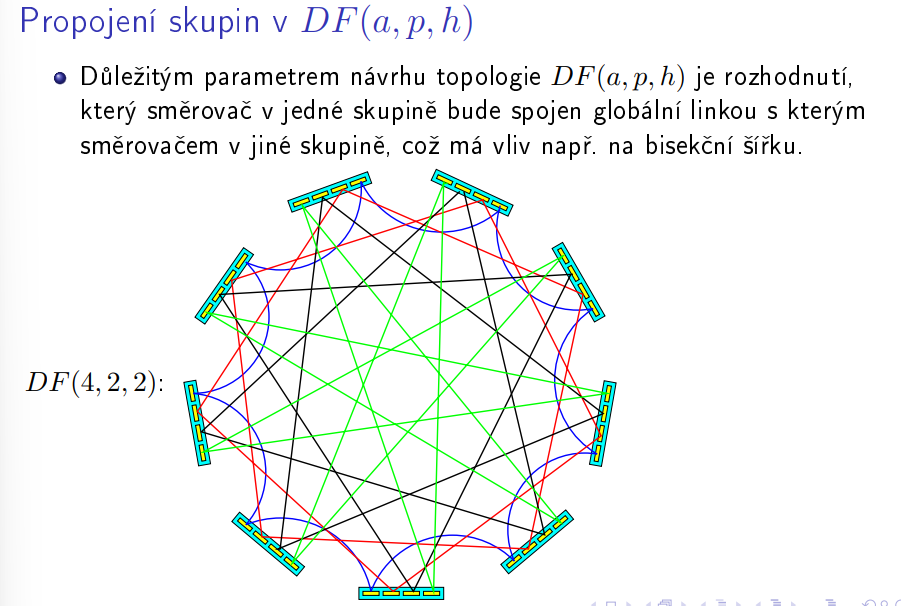 Propojení skupin v DF(a, p, h)
Důležitým parametrem návrhu topologie DF(a, p, h) je rozhodnutí,
který směrovač v jedné skupině bude spojen globální linkou s kterým
směrovačem v jiné skupině, což má vliv např. na bisekční šířku.
DF(4, 2, 2):